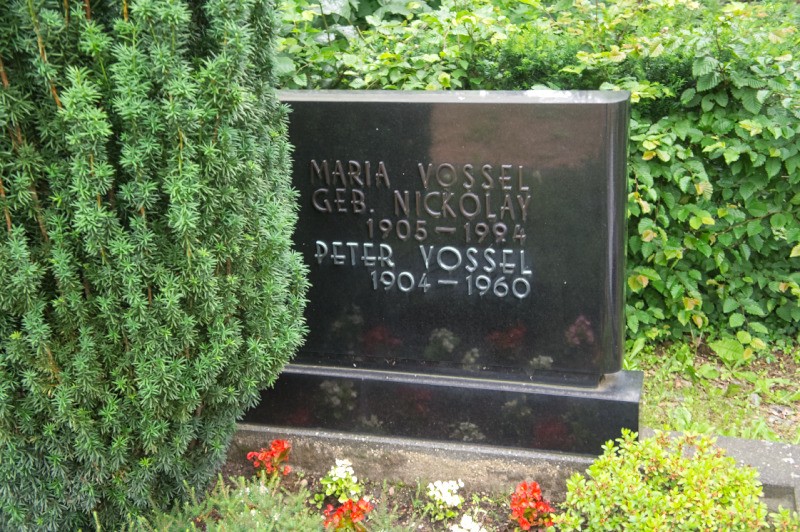 MARIA VOSSEL
GEB. NICKOLAY
1905–1994
PETER VOSSEL
1904–1960